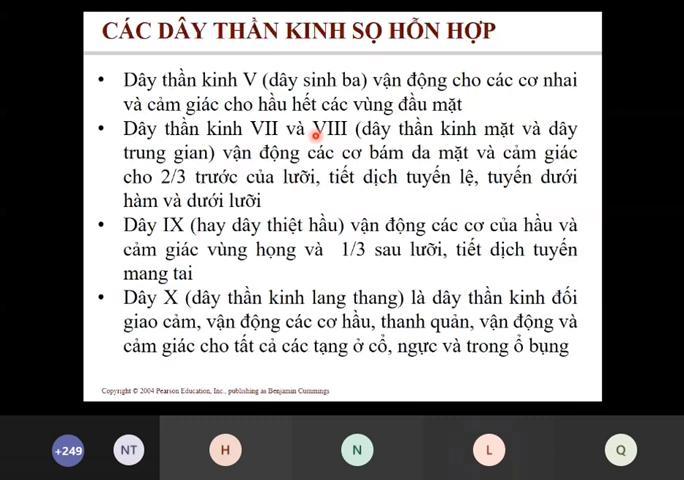 CÁC DÂY THẦN KINH SỌ HỖN HỢP
• Dây thần kinh V (dây sinh ba) vận động cho các cơ nhai
và cảm giác cho hầu hết các vùng đầu mặt
• Dây thần kinh VII và VIII (dây thần kinh mặt và dây
trung gian) vận động các cơ bám da mặt và cảm giác
cho 2/3 trước của lưỡi, tiết dịch tuyến lệ, tuyến dưới
hàm và dưới lưỡi
• Dây IX (hay dây thiệt hầu) vận động các cơ của hầu và
cảm giác vùng họng và 1/3 sau lưỡi, tiết dịch tuyến
mang tai
• Dây X (dây thần kinh lang thang) là dây thần kinh đối
giao cảm, vận động các cơ hầu, thanh quản, vận động và
cảm giác cho tất cả các tạng ở cổ, ngực và trong ổ bụng
Copyright © 2004 Pearson Education, Inc., publishing as Benjamin Cummings
+249 NT H N L Q